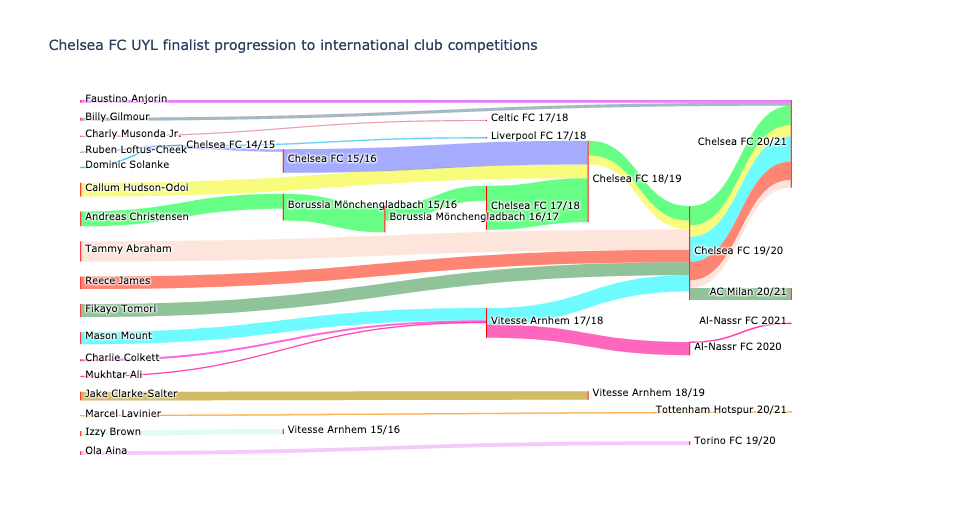 Chelsea FC UYL finalist progression to international club competitions
Faustino Anjorin
Billy Gilmour
Celtic FC 17/18
Charly Musonda Jr.
Liverpool FC 17/18
Chelsea FC 20/21
Chelsea FC 14/15
Ruben Loftus-Cheek
Chelsea FC 15/16
Dominic Solanke
Chelsea FC 18/19
Callum Hudson-Odoi
Borussia Mönchengladbach 15/16
Chelsea FC 17/18
Andreas Christensen
Borussia Mönchengladbach 16/17
Tammy Abraham
Chelsea FC 19/20
Reece James
AC Milan 20/21
Fikayo Tomori
Vitesse Arnhem 17/18
Al-Nassr FC 2021
Mason Mount
Al-Nassr FC 2020
Charlie Colkett
Mukhtar Ali
Jake Clarke-Salter
Vitesse Arnhem 18/19
Tottenham Hotspur 20/21
Marcel Lavinier
Vitesse Arnhem 15/16
Izzy Brown
Torino FC 19/20
Ola Aina